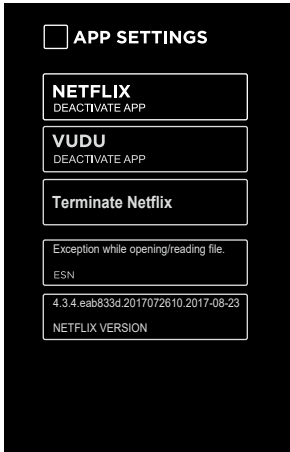 APP SETTINGS
NETFLIX
DEACTIVATE APP
VUDU
DEACTIVATE APP
Terminate Netflix
Exception while opening/reading file.
ESN
4.3.4.eab833d.2017072610.2017-08-23
NETFLIX VERSION